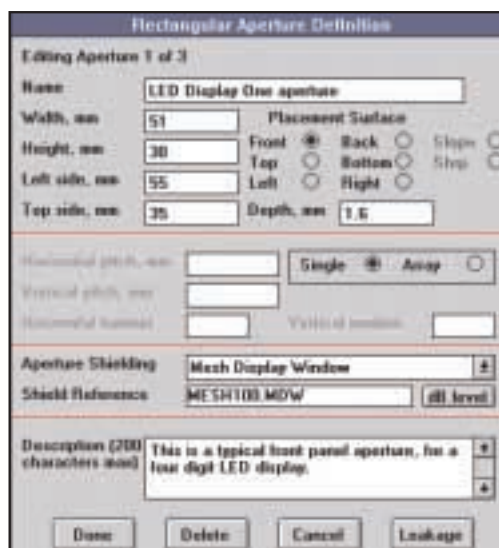 Rectangular Aperture Definition
Editing Aperture 1 of 3
Name LED Display One aperture
Width, mm 51 Placement Surface
Height, mm 30 Front Back Slope
Top Bottom Step
Left side, mm 55 Left Right
Top side, mm 35 Depth, mm 1.6
Horizontal pitch, mm Single Array
Vertical pitch, mm
Horizontal number Vertical number
Aperture Shielding Mesh Display Window
Shield Reference MESH100.MDW dB level
Description (200 characters max) This is a typical front panel aperture, for a
four digit LED display.
Done Delete Cancel Leakage